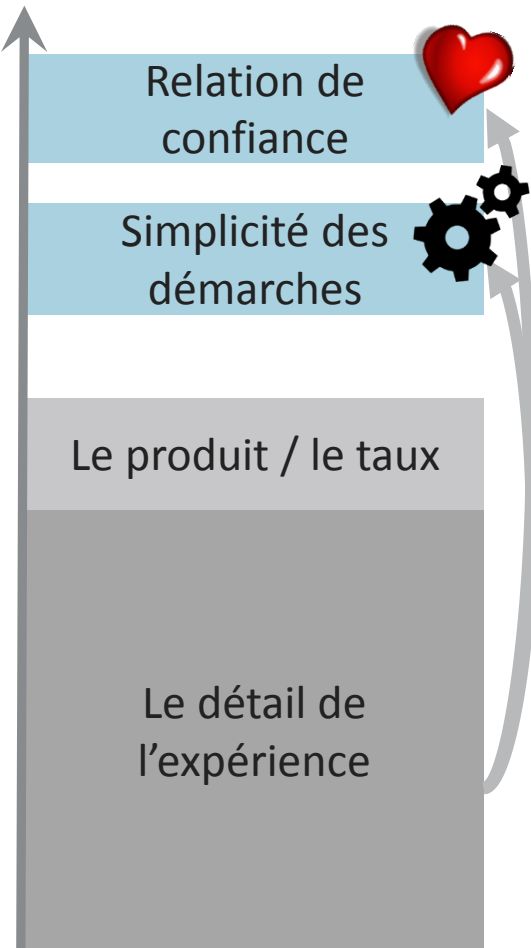 Relation de
confiance
Simplicité des
démarches
Le produit / le taux
Le détail de
l’expérience